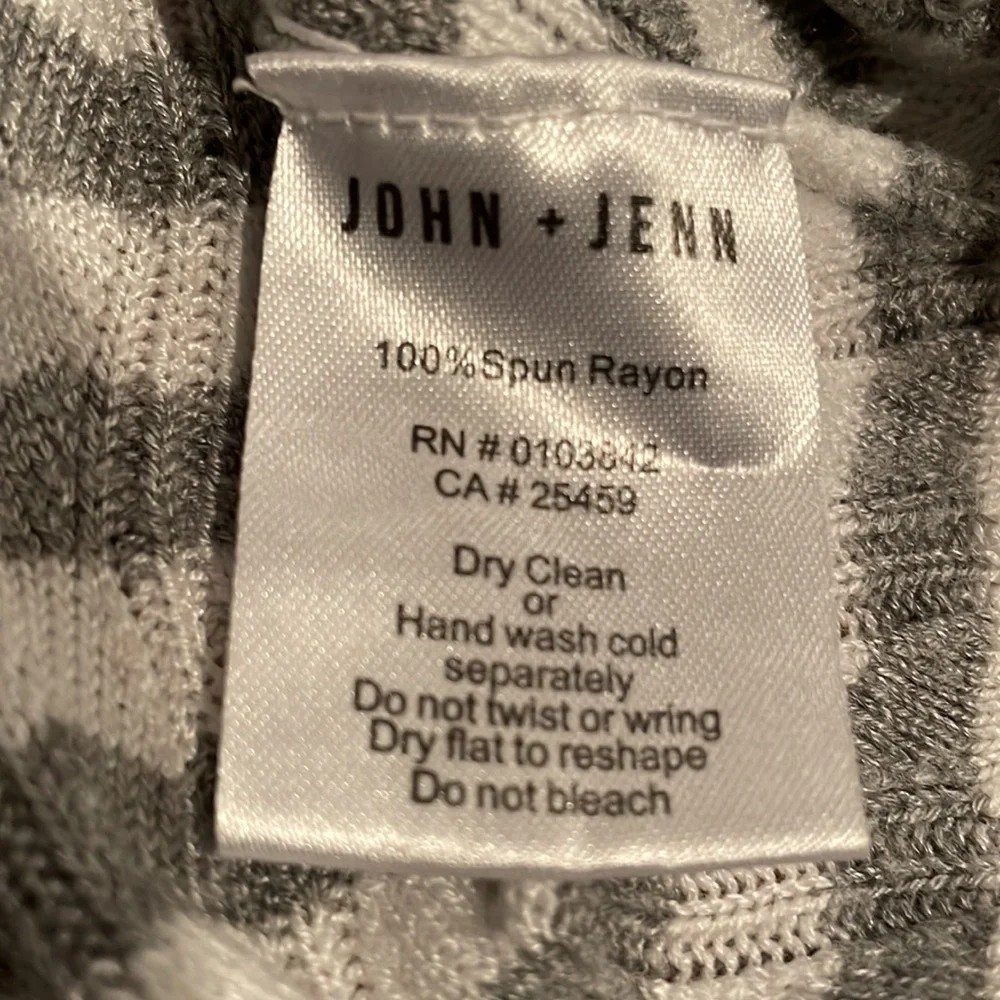 JOHN + JENN
100%Spun Rayon
RN # 0103842
CA # 25459
Dry Clean
or
Hand wash cold
separately
Do not twist or wring
Dry flat to reshape
Do not bleach